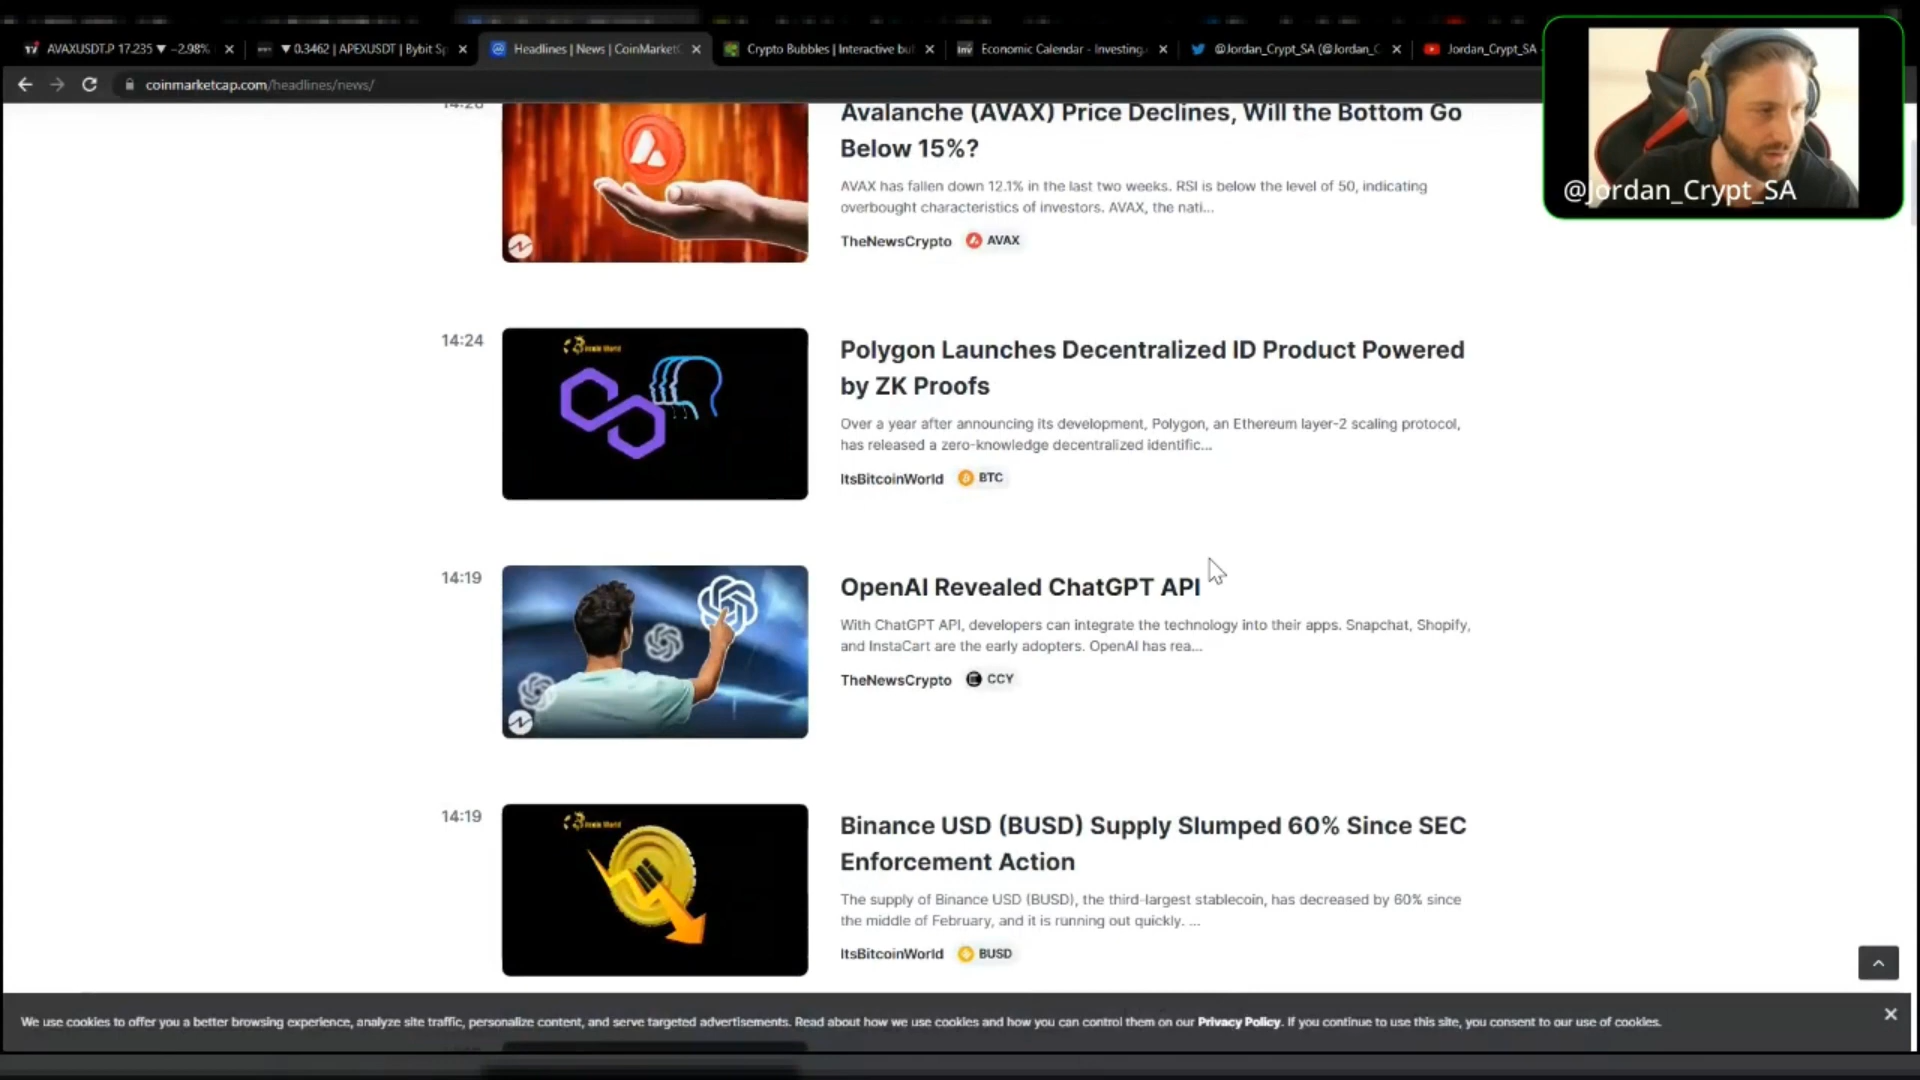 AVAXUSDT.P 17.235 ▼ −2.98%
▼ 0.3462 | APEXUSDT | Bybit Sp
Headlines | News | CoinMarketC
Crypto Bubbles | Interactive bul
Economic Calendar - Investing.
@Jordan_Crypt_SA (@Jordan_C
Jordan_Crypt_SA -
coinmarketcap.com/headlines/news/
@Jordan_Crypt_SA
Avalanche (AVAX) Price Declines, Will the Bottom Go
Below 15%?
AVAX has fallen down 12.1% in the last two weeks. RSI is below the level of 50, indicating
overbought characteristics of investors. AVAX, the nati...
TheNewsCrypto AVAX
14:24
Polygon Launches Decentralized ID Product Powered
by ZK Proofs
Over a year after announcing its development, Polygon, an Ethereum layer-2 scaling protocol,
has released a zero-knowledge decentralized identific...
ItsBitcoinWorld BTC
14:19
OpenAI Revealed ChatGPT API
With ChatGPT API, developers can integrate the technology into their apps. Snapchat, Shopify,
and InstaCart are the early adopters. OpenAI has rea...
TheNewsCrypto CCY
14:19
Binance USD (BUSD) Supply Slumped 60% Since SEC
Enforcement Action
The supply of Binance USD (BUSD), the third-largest stablecoin, has decreased by 60% since
the middle of February, and it is running out quickly. ...
ItsBitcoinWorld BUSD
We use cookies to offer you a better browsing experience, analyze site traffic, personalize content, and serve targeted advertisements. Read about how we use cookies and how you can control them on our Privacy Policy. If you continue to use this site, you consent to our use of cookies.